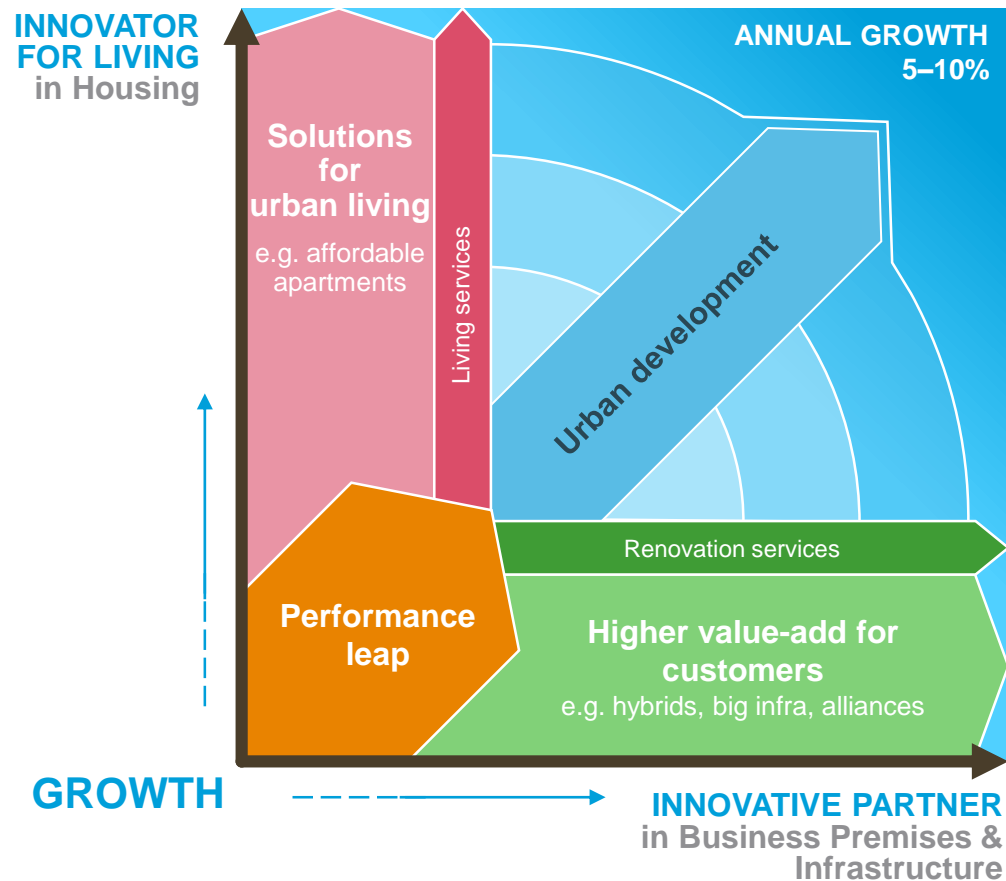 INNOVATOR
FOR LIVING
in Housing
ANNUAL GROWTH
5–10%
Solutions
for
urban living
e.g. affordable
apartments
Living services
Urban development
Renovation services
Performance
leap
Higher value-add for
customers
e.g. hybrids, big infra, alliances
GROWTH
INNOVATIVE PARTNER
in Business Premises &
Infrastructure